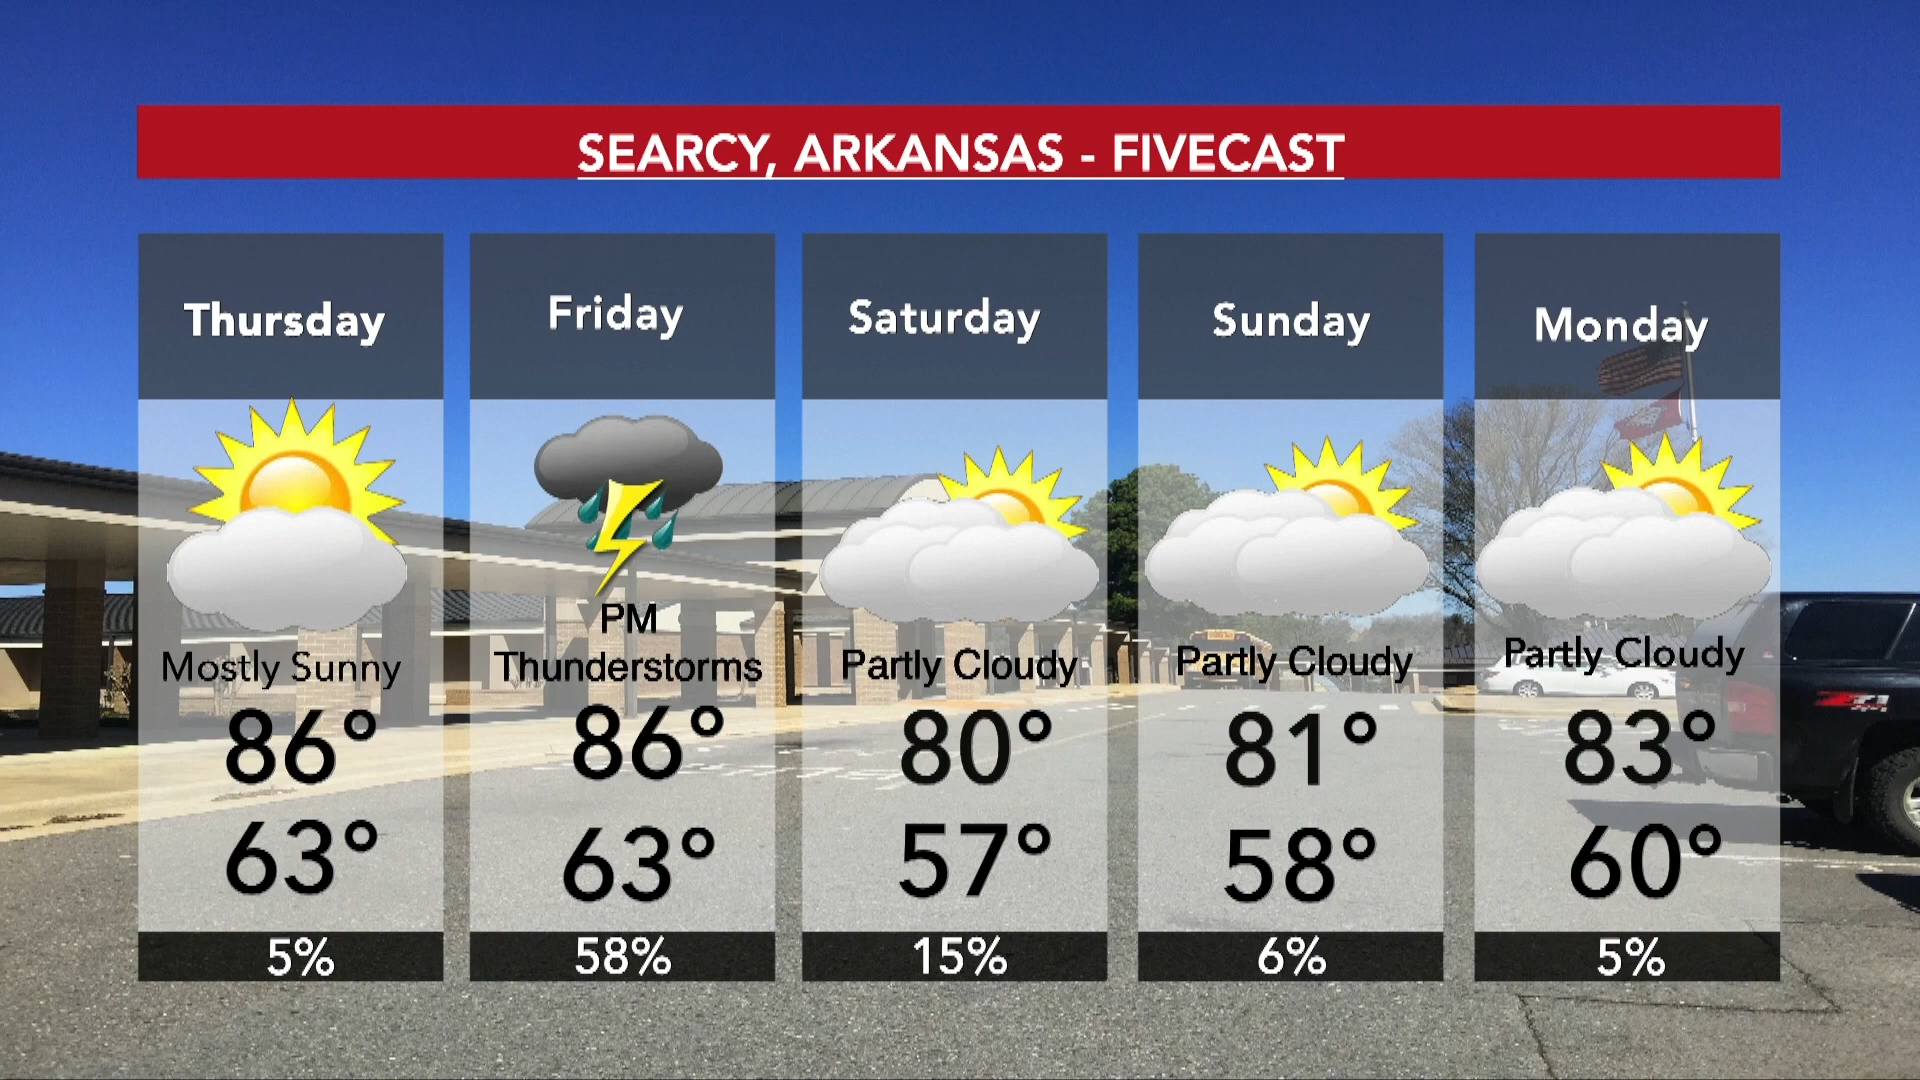 SEARCY, ARKANSAS - FIVECAST
Thursday
Mostly Sunny
86°
63°
5%
Friday
PM
Thunderstorms
86°
63°
58%
Saturday
Partly Cloudy
80°
57°
15%
Sunday
Partly Cloudy
81°
58°
6%
Monday
Partly Cloudy
83°
60°
5%
Z71